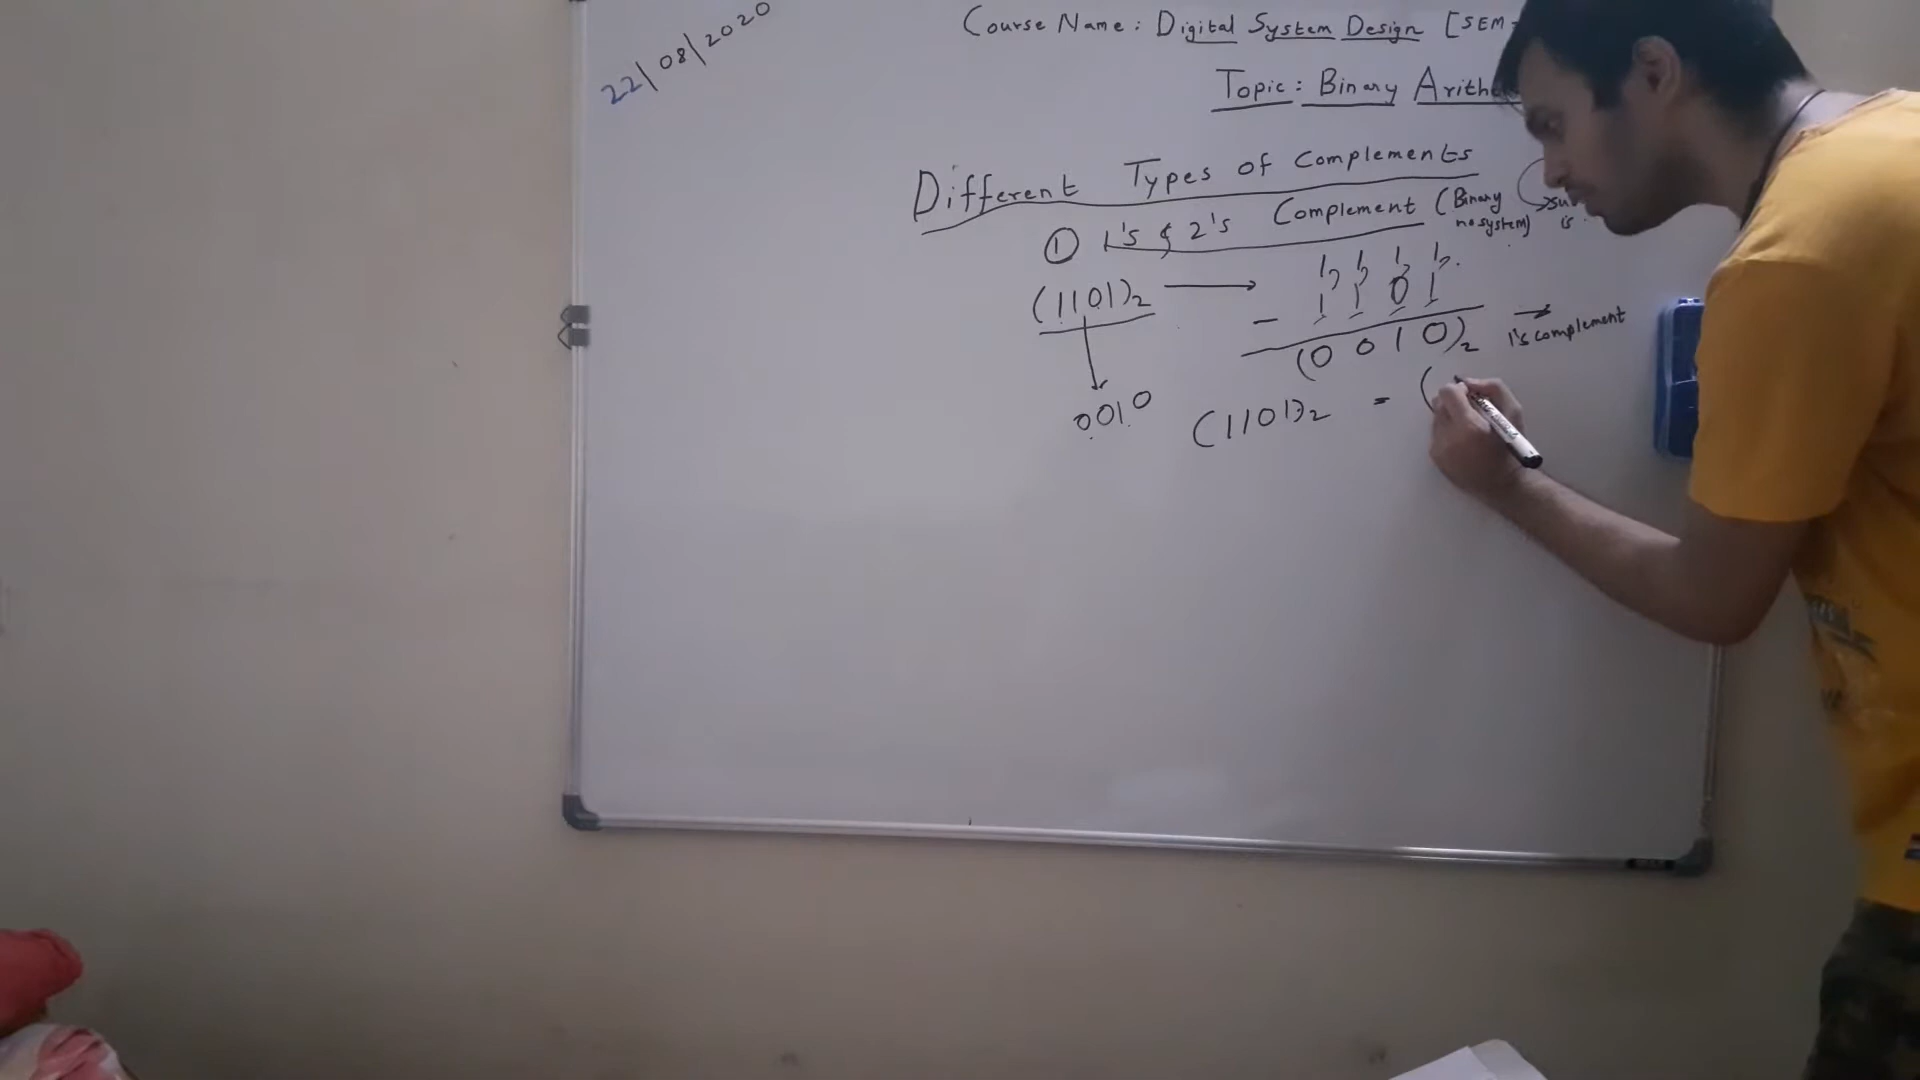 22/08/2020
Course Name: Digital System Design [SEM-
Topic: Binary Arith
Different Types of Complements
① 1's & 2's Complement (Binary no system)
is
(1101)₂ → 1 1 1 1
- 1 1 0 1
(0 0 1 0)₂ → 1's complement
0010
(1101)₂ = (